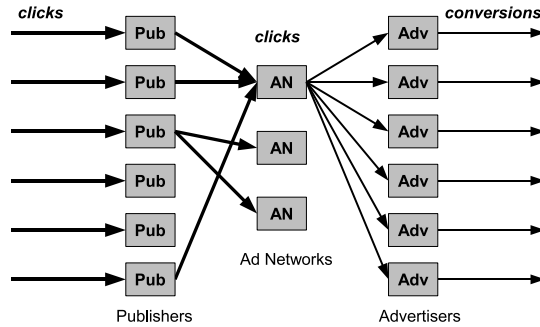 clicks
clicks
conversions
Pub
Adv
Pub
AN
Adv
Pub
AN
Adv
Pub
Adv
AN
Pub
Adv
Ad Networks
Pub
Adv
Publishers
Advertisers